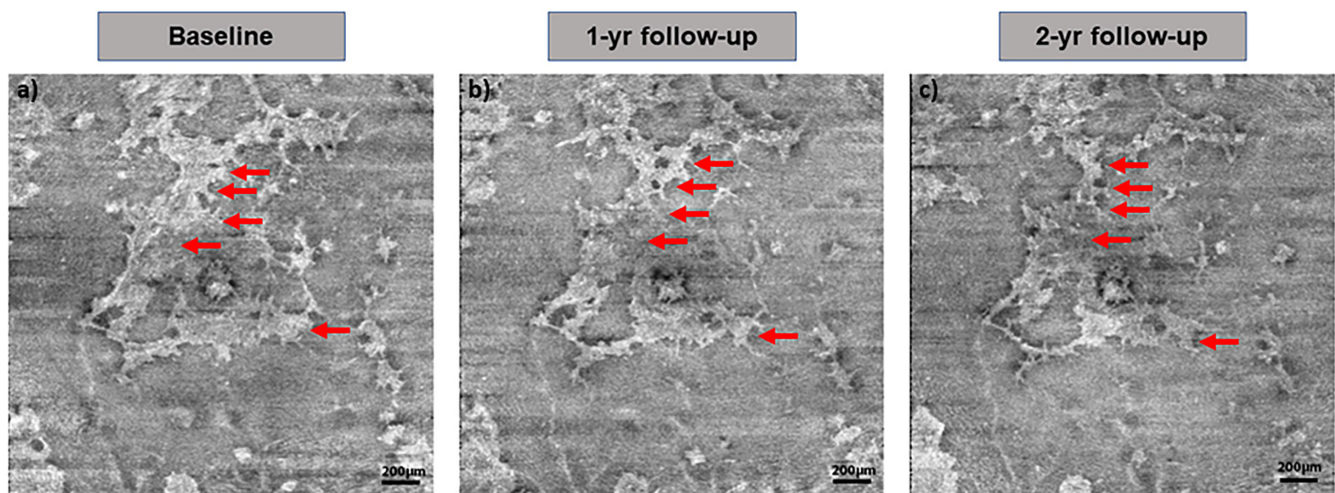 Baseline
1-yr follow-up
2-yr follow-up
a)
b)
c)
200µm
200µm
200µm